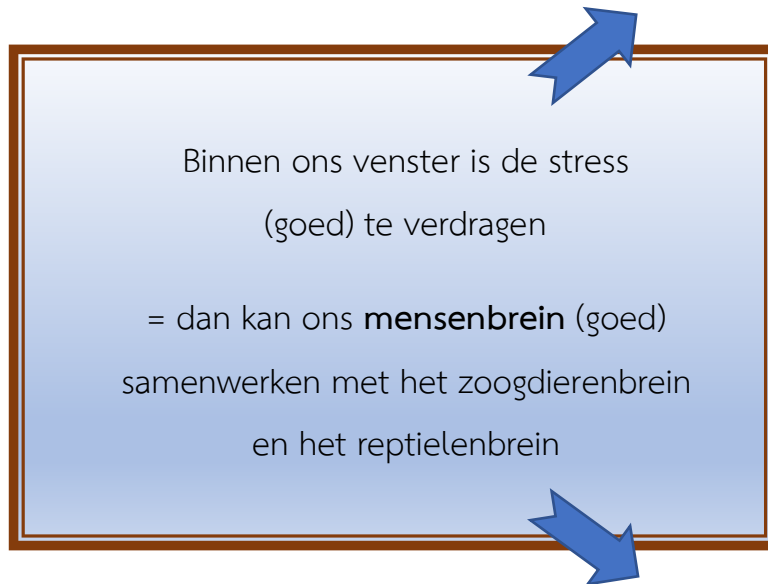 Binnen ons venster is de stress
(goed) te verdragen
= dan kan ons mensenbrein (goed)
samenwerken met het zoogdierenbrein
en het reptielenbrein